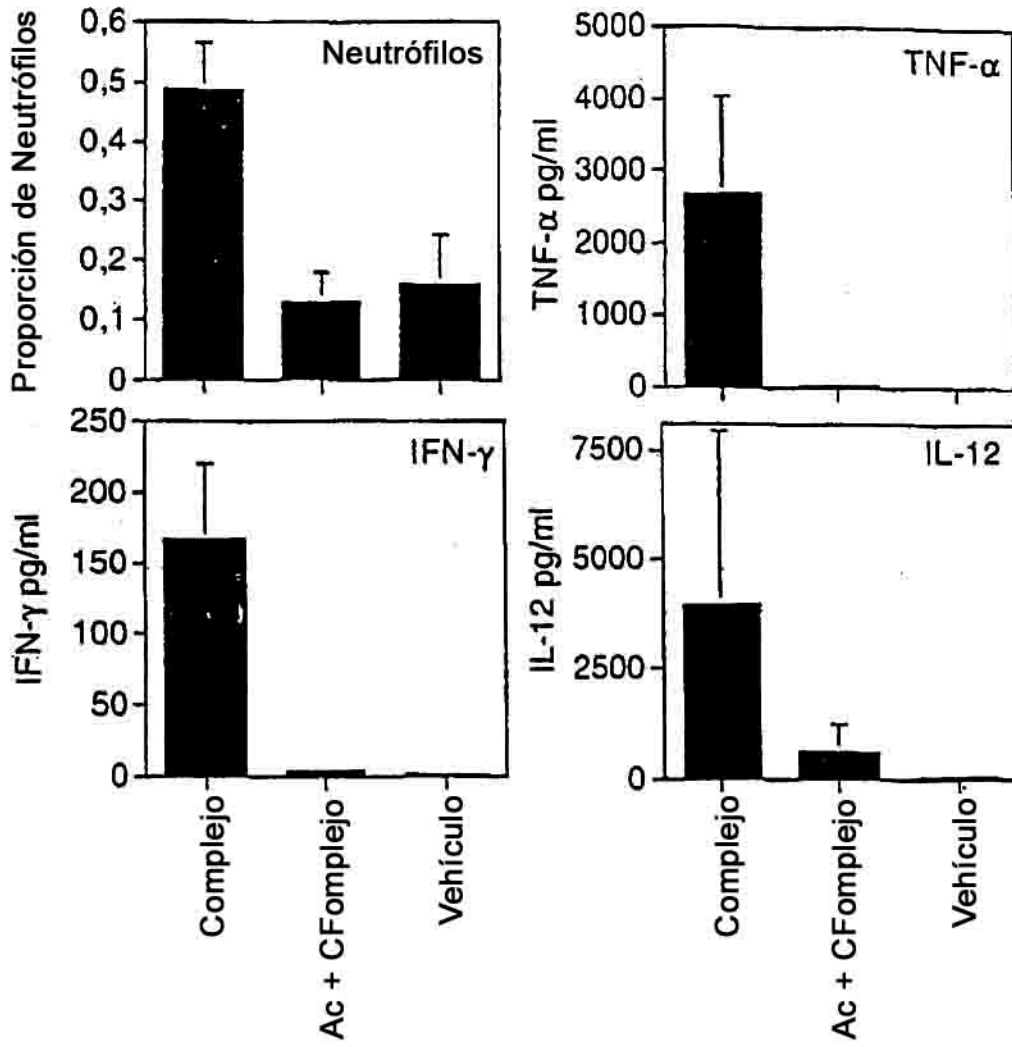 Neutrófilos
Proporción de Neutrófilos
0,6
0,5
0,4
0,3
0,2
0,1
0
TNF-α
TNF-α pg/ml
5000
4000
3000
2000
1000
0
IFN-γ
IFN-γ pg/ml
250
200
150
100
50
0
Complejo
Ac + CFomplejo
Vehículo
IL-12
IL-12 pg/ml
7500
5000
2500
0
Complejo
Ac + CFomplejo
Vehículo